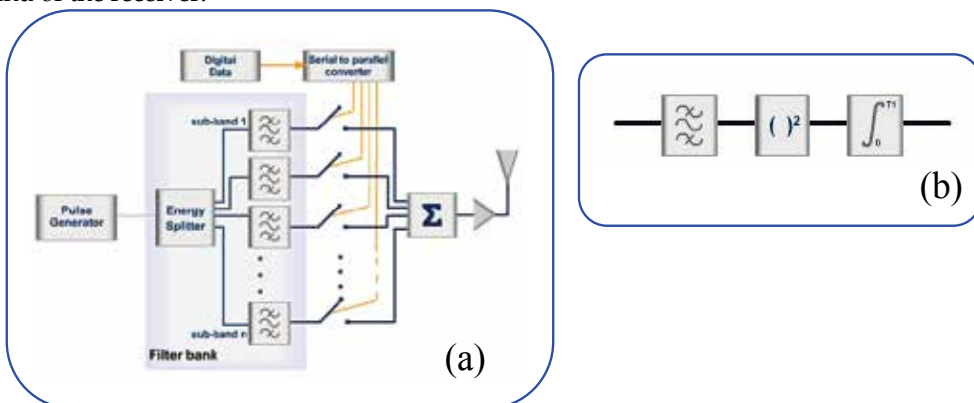 Digital
Data
Serial to parallel
converter
sub-band 1
Pulse
Generator
Energy
Splitter
Σ
sub-band n
Filter bank
(a)
( )²
∫
T1
0
(b)